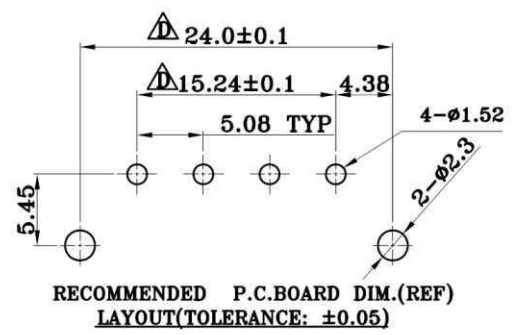 D 24.0±0.1
D 15.24±0.1 4.38
5.08 TYP
4-ø1.52
2-ø2.3
5.45
RECOMMENDED P.C.BOARD DIM.(REF)
LAYOUT(TOLERANCE: ±0.05)